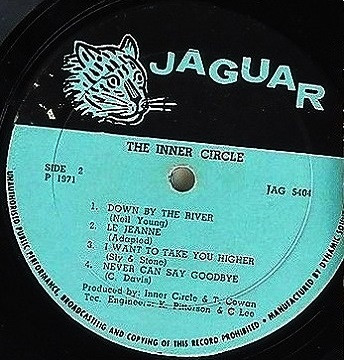 JAGUAR
THE INNER CIRCLE
SIDE 2
P 1971
JAG 5404
1. DOWN BY THE RIVER
(Neil Young)
2. LE JEANNE
(Adapted)
3. I WANT TO TAKE YOU HIGHER
(Sly & Stone)
4. NEVER CAN SAY GOODBYE
(C. Davis)
Produced by: Inner Circle & T. Cowan
Tec. Engineer: K. Patterson & C Lee
UNAUTHORISED PUBLIC PERFORMANCE, BROADCASTING AND COPYING OF THIS RECORD PROHIBITED • MANUFACTURED BY DYNAMIC SOUNDS